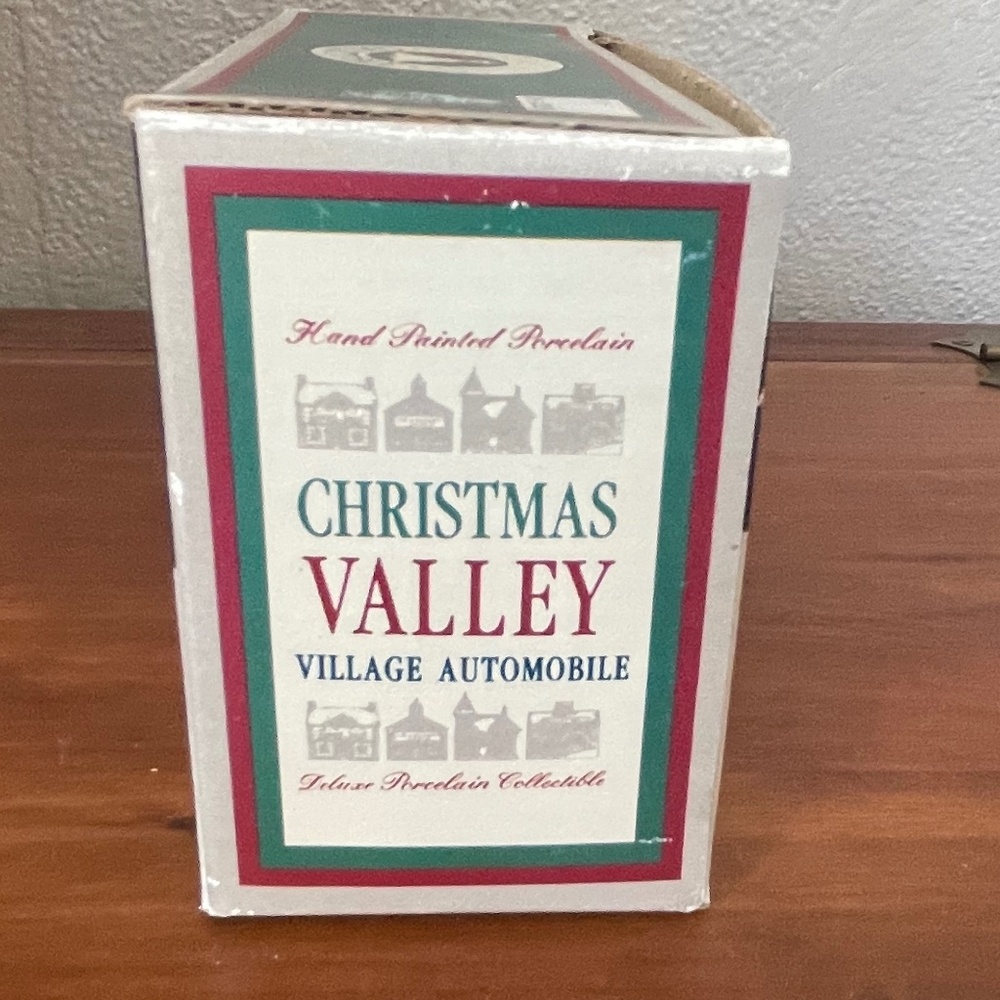 Hand Painted Porcelain
CHRISTMAS
VALLEY
VILLAGE AUTOMOBILE
Deluxe Porcelain Collectible